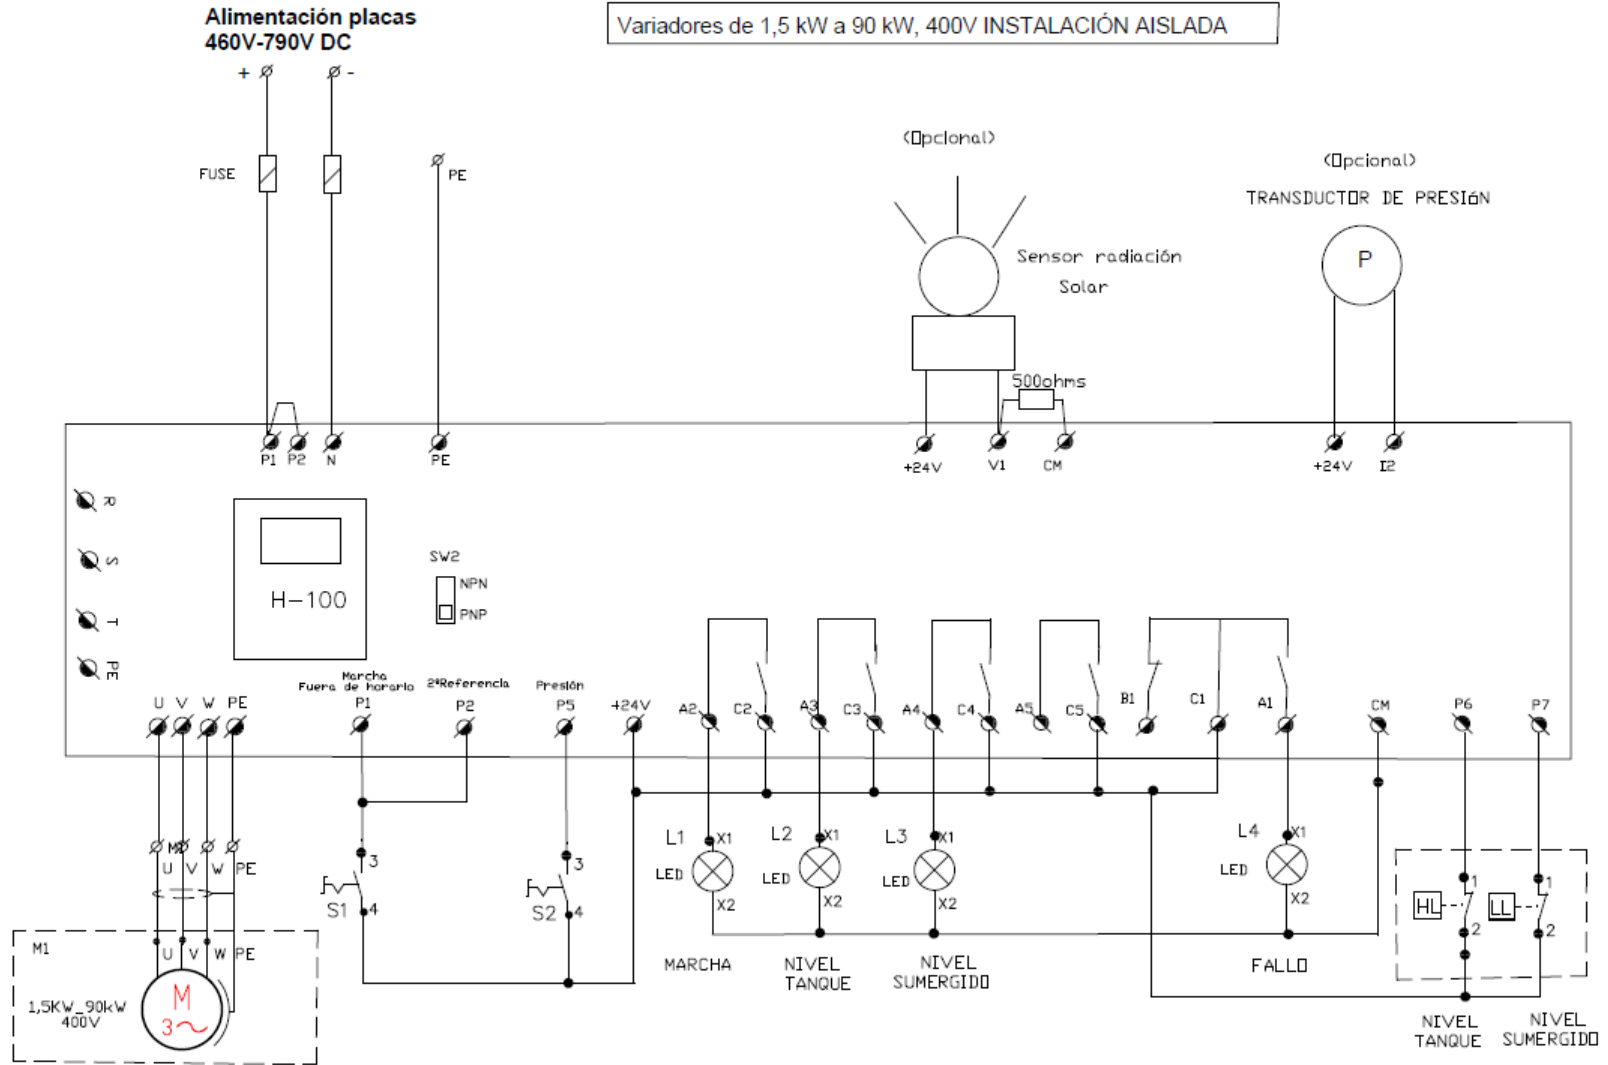 Alimentación placas
460V-790V DC
Variadores de 1,5 kW a 90 kW, 400V INSTALACIÓN AISLADA
+
-
FUSE
PE
(Opcional)
Sensor radiación
Solar
500ohms
(Opcional)
TRANSDUCTOR DE PRESIóN
P
P1 P2 N
PE
+24V
V1
CM
+24V
I2
R
S
T
PE
H-100
SW2
NPN
PNP
Marcha
Fuera de horario
2ªReferencia
Presión
U V W PE
P1
P2
P5
+24V
A2
C2
A3
C3
A4
C4
A5
C5
B1
C1
A1
CM
P6
P7
L1
X1
LED
X2
L2
X1
LED
X2
L3
X1
LED
X2
L4
X1
LED
X2
U V W PE
3
S1
4
3
S2
4
HL
1
2
LL
1
2
M1
U V W PE
M
3~
1,5KW_90kW
400V
MARCHA
NIVEL
TANQUE
NIVEL
SUMERGIDO
FALLO
NIVEL
TANQUE
NIVEL
SUMERGIDO